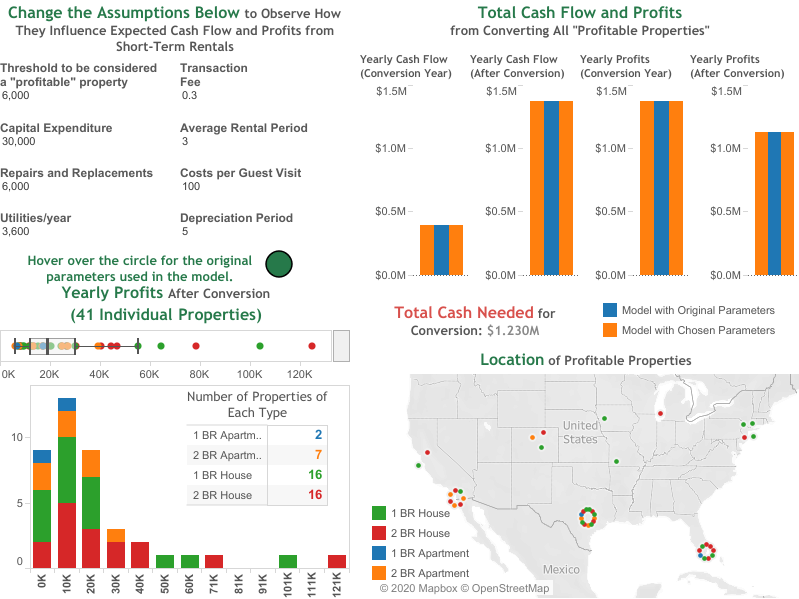 Change the Assumptions Below to Observe How
They Influence Expected Cash Flow and Profits from
Short-Term Rentals
Threshold to be considered
a "profitable" property
6,000
Transaction
Fee
0.3
Capital Expenditure
30,000
Average Rental Period
3
Repairs and Replacements
6,000
Costs per Guest Visit
100
Utilities/year
3,600
Depreciation Period
5
Hover over the circle for the original
parameters used in the model.
Total Cash Flow and Profits
from Converting All "Profitable Properties"
Yearly Cash Flow
(Conversion Year)
Yearly Cash Flow
(After Conversion)
Yearly Profits
(Conversion Year)
Yearly Profits
(After Conversion)
$1.5M
$1.0M
$0.5M
$0.0M
$1.5M
$1.0M
$0.5M
$0.0M
$1.5M
$1.0M
$0.5M
$0.0M
$1.5M
$1.0M
$0.5M
$0.0M
Total Cash Needed for
Conversion: $1.230M
Model with Original Parameters
Model with Chosen Parameters
Yearly Profits After Conversion
(41 Individual Properties)
0K 20K 40K 60K 80K 100K 120K
Number of Properties of
Each Type
1 BR Apartm.. 2
2 BR Apartm.. 7
1 BR House 16
2 BR House 16
10
5
0
0K 10K 20K 30K 40K 50K 60K 71K 81K 91K 101K 111K 121K
Location of Profitable Properties
United
States
Mexico
1 BR House
2 BR House
1 BR Apartment
2 BR Apartment
© 2020 Mapbox © OpenStreetMap